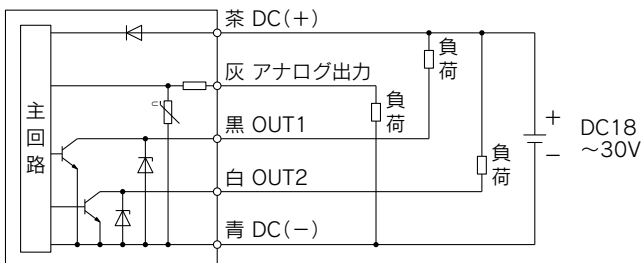 茶 DC(+)
灰 アナログ出力
黒 OUT1
白 OUT2
青 DC(−)
主回路
負荷
負荷
負荷
+
−
DC18
~30V